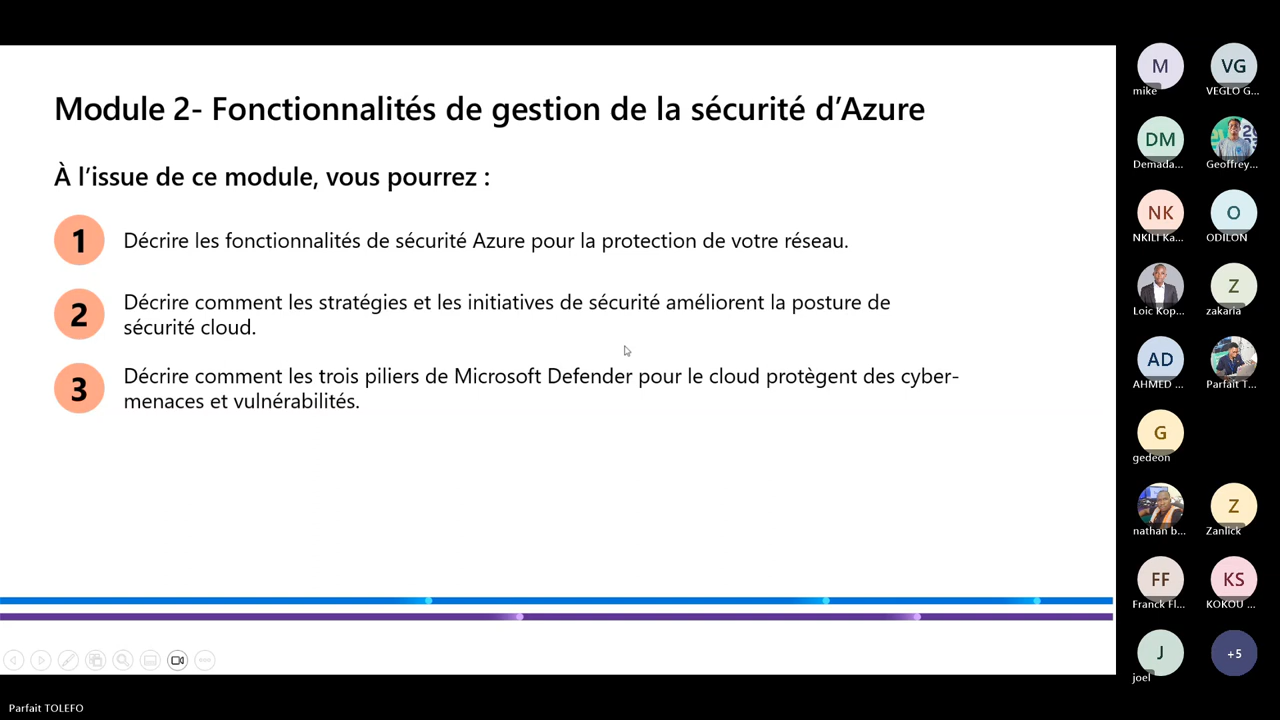 Module 2- Fonctionnalités de gestion de la sécurité d’Azure
À l’issue de ce module, vous pourrez :
1
Décrire les fonctionnalités de sécurité Azure pour la protection de votre réseau.
2
Décrire comment les stratégies et les initiatives de sécurité améliorent la posture de
sécurité cloud.
3
Décrire comment les trois piliers de Microsoft Defender pour le cloud protègent des cyber-
menaces et vulnérabilités.
M
mike
VG
VEGLO G...
DM
Demada...
Geoffrey...
NK
NKILI Ka...
O
ODILON
Loic Kop...
Z
zakaria
AD
AHMED ...
Parfait T...
G
gedeon
nathan b...
Z
Zanlick
FF
Franck Fl...
KS
KOKOU ...
J
joel
+5
Parfait TOLEFO